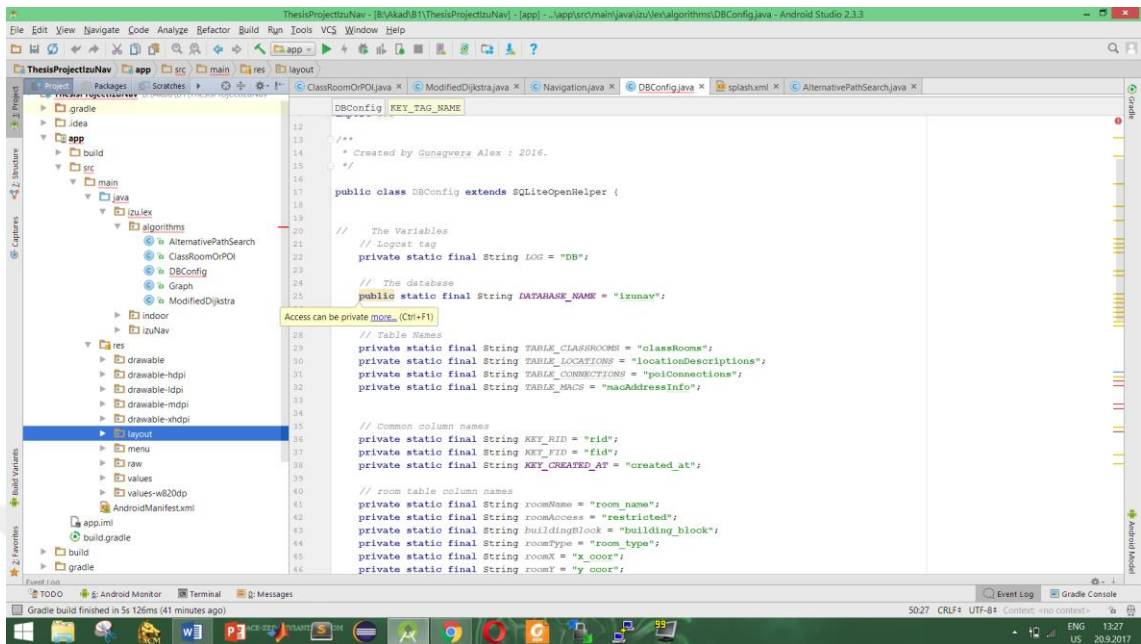 ThesisProjectIzuNav - [B:\Akad\B1\ThesisProjectIzuNav] - [app] - ...\app\src\main\java\izu\lex\algorithms\DBConfig.java - Android Studio 2.3.3
File Edit View Navigate Code Analyze Refactor Build Run Tools VCS Window Help
app
ThesisProjectIzuNav app src main res layout
Project Packages Scratches
ClassRoomOrPOI.java ModifiedDijkstra.java Navigation.java DBConfig.java splash.xml AlternativePathSearch.java
DBConfig KEY_TAG_NAME
1: Project
Z: Structure
Captures
Build Variants
2: Favorites
Gradle
Android Model
ThesisProjectIzuNav
.gradle
.idea
app
build
src
main
java
izu.lex
algorithms
AlternativePathSearch
ClassRoomOrPOI
DBConfig
Graph
ModifiedDijkstra
indoor
izuNav
res
drawable
drawable-hdpi
drawable-ldpi
drawable-mdpi
drawable-xhdpi
layout
menu
raw
values
values-w820dp
AndroidManifest.xml
app.iml
build.gradle
build
gradle
12
13 /**
14 * Created by Gunagwera Alex : 2016.
15 */
16
17 public class DBConfig extends SQLiteOpenHelper {
18
19
20 // The Variables
21 // Logcat tag
22 private static final String LOG = "DB";
23
24 // The database
25 public static final String DATABASE_NAME = "izunav";
Access can be private more... (Ctrl+F1)
28 // Table Names
29 private static final String TABLE_CLASSROOMS = "classRooms";
30 private static final String TABLE_LOCATIONS = "locationDescriptions";
31 private static final String TABLE_CONNECTIONS = "poiConnections";
32 private static final String TABLE_MACS = "macAddressInfo";
33
34
35 // Common column names
36 private static final String KEY_RID = "rid";
37 private static final String KEY_FID = "fid";
38 private static final String KEY_CREATED_AT = "created_at";
39
40 // room table column names
41 private static final String roomName = "room_name";
42 private static final String roomAccess = "restricted";
43 private static final String buildingBlock = "building_block";
44 private static final String roomType = "room_type";
45 private static final String roomX = "x_coor";
46 private static final String roomY = "y_coor";
Event Log
TODO 6: Android Monitor Terminal 0: Messages Event Log Gradle Console
Gradle build finished in 5s 126ms (41 minutes ago) 50:27 CRLF UTF-8 Context: <no context>
ENG 13:27
US 20.9.2017